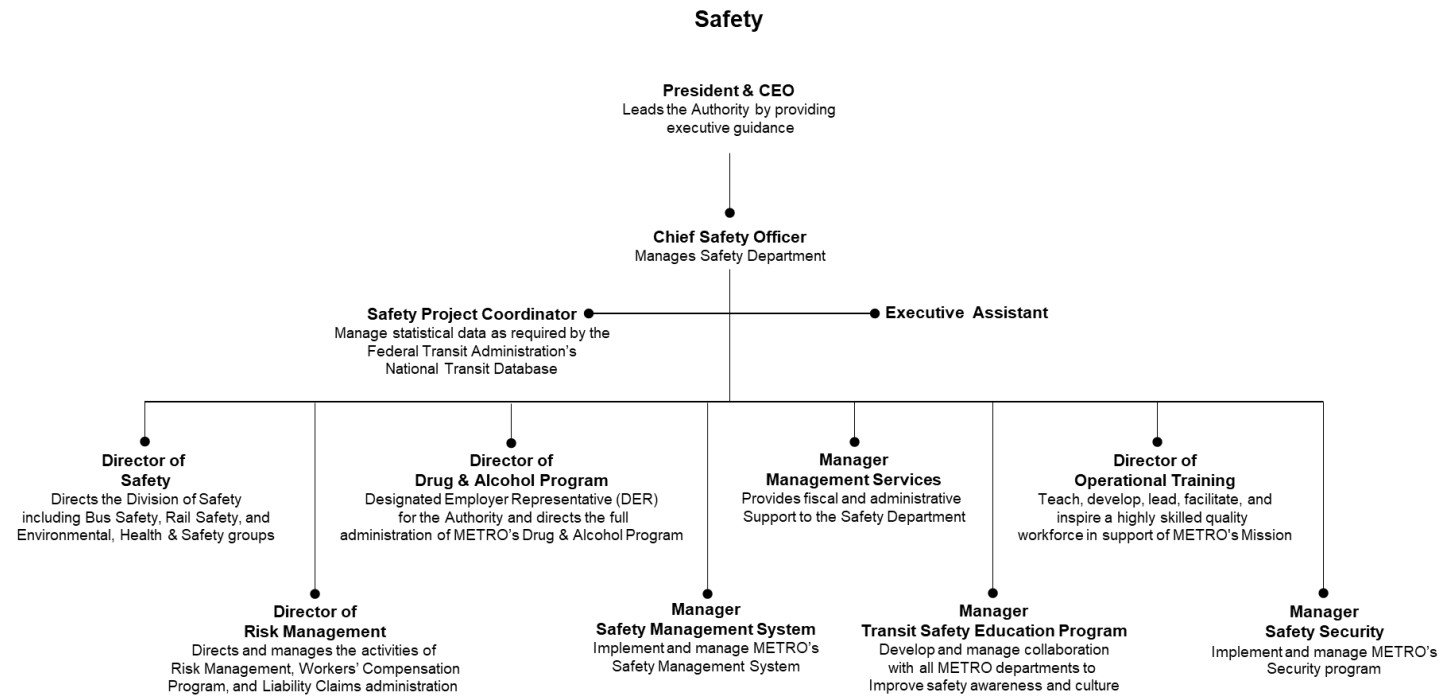 Safety
President & CEO
Leads the Authority by providing
executive guidance
Chief Safety Officer
Manages Safety Department
Safety Project Coordinator
Manage statistical data as required by the
Federal Transit Administration's
National Transit Database
Executive Assistant
Director of
Safety
Directs the Division of Safety
including Bus Safety, Rail Safety, and
Environmental, Health & Safety groups
Director of
Drug & Alcohol Program
Designated Employer Representative (DER)
for the Authority and directs the full
administration of METRO's Drug & Alcohol Program
Manager
Management Services
Provides fiscal and administrative
Support to the Safety Department
Director of
Operational Training
Teach, develop, lead, facilitate, and
inspire a highly skilled quality
workforce in support of METRO's Mission
Director of
Risk Management
Directs and manages the activities of
Risk Management, Workers' Compensation
Program, and Liability Claims administration
Manager
Safety Management System
Implement and manage METRO's
Safety Management System
Manager
Transit Safety Education Program
Develop and manage collaboration
with all METRO departments to
Improve safety awareness and culture
Manager
Safety Security
Implement and manage METRO's
Security program